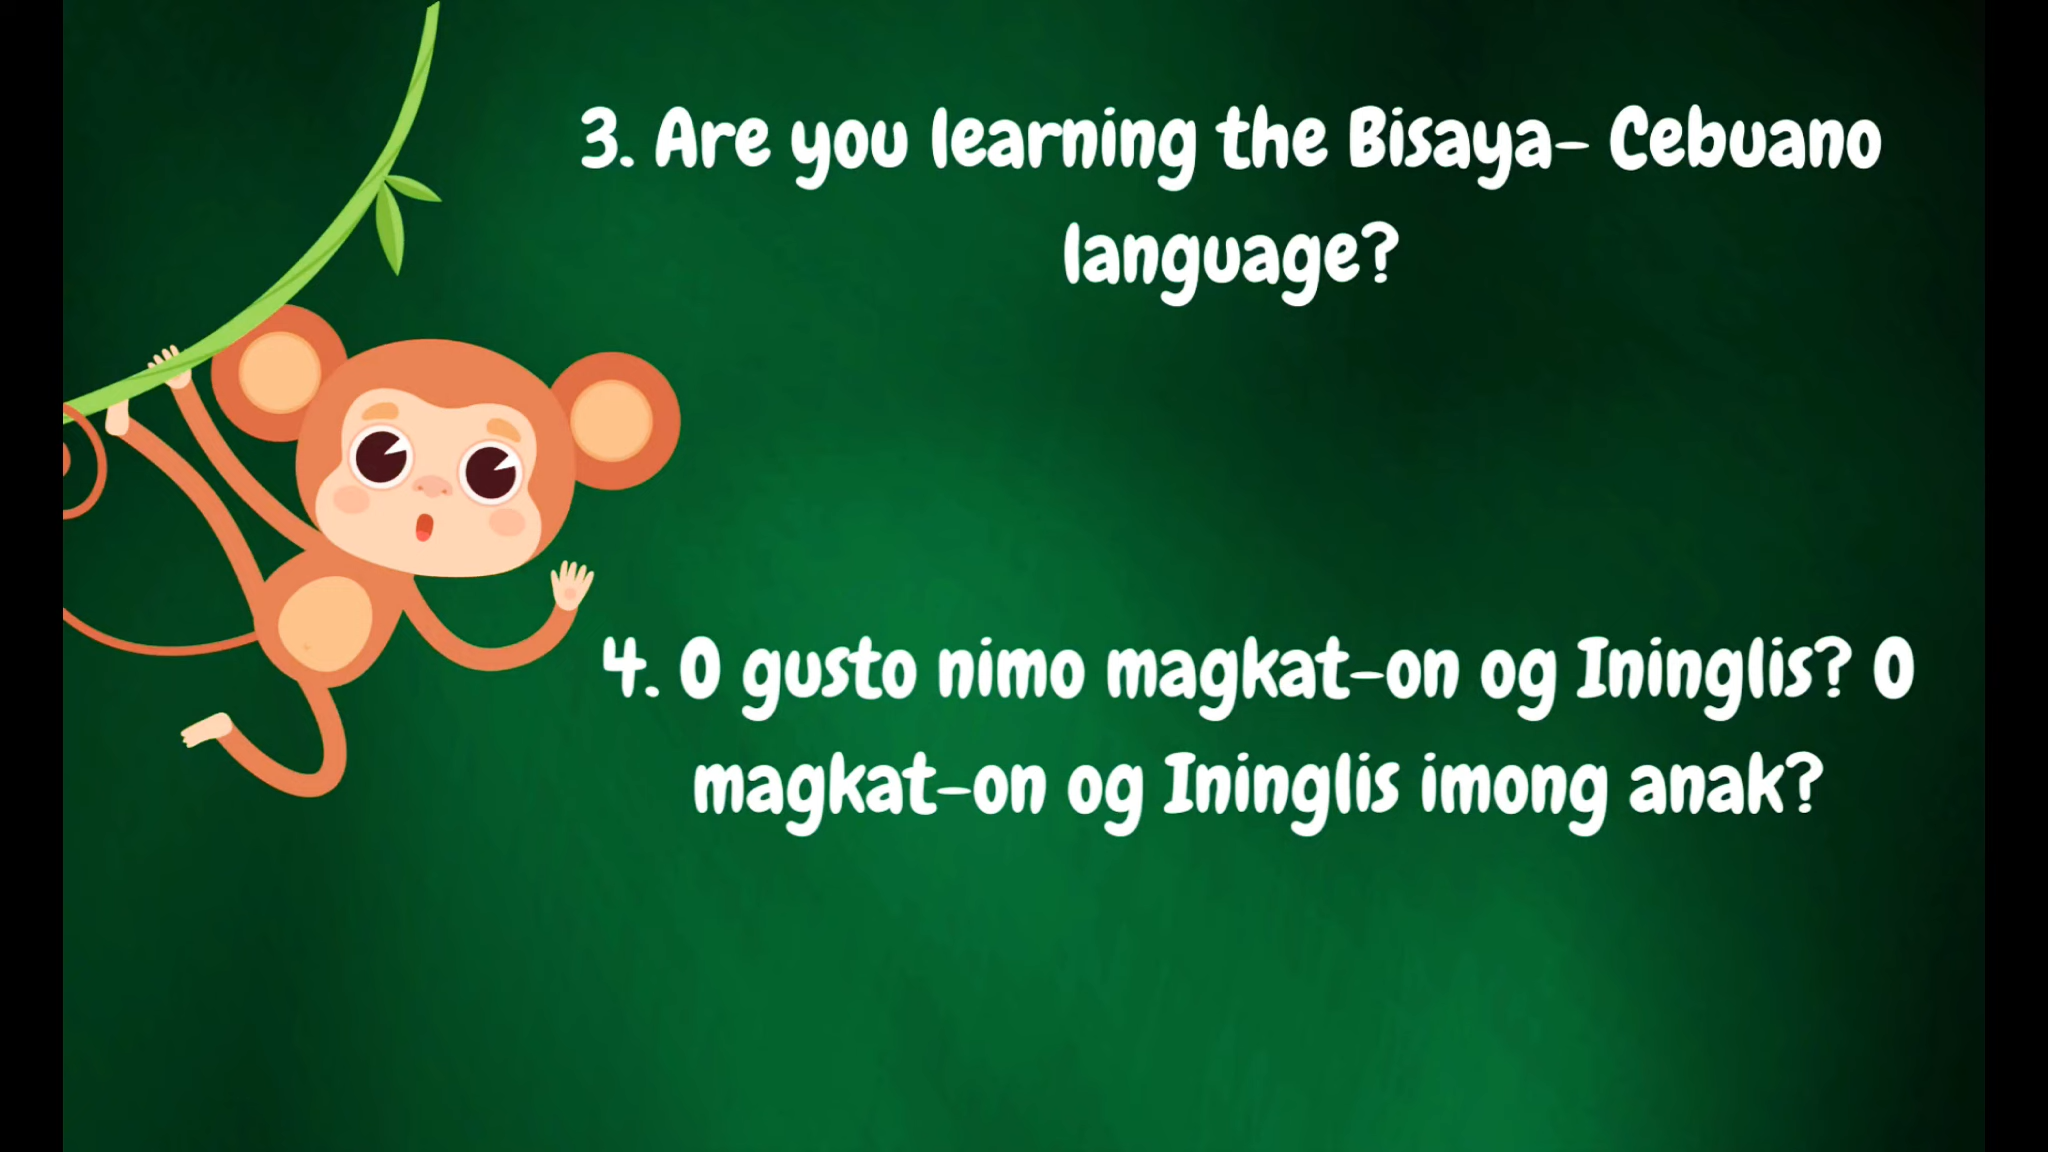 3. Are you learning the Bisaya- Cebuano
language?
4. O gusto nimo magkat-on og Ininglis? O
magkat-on og Ininglis imong anak?